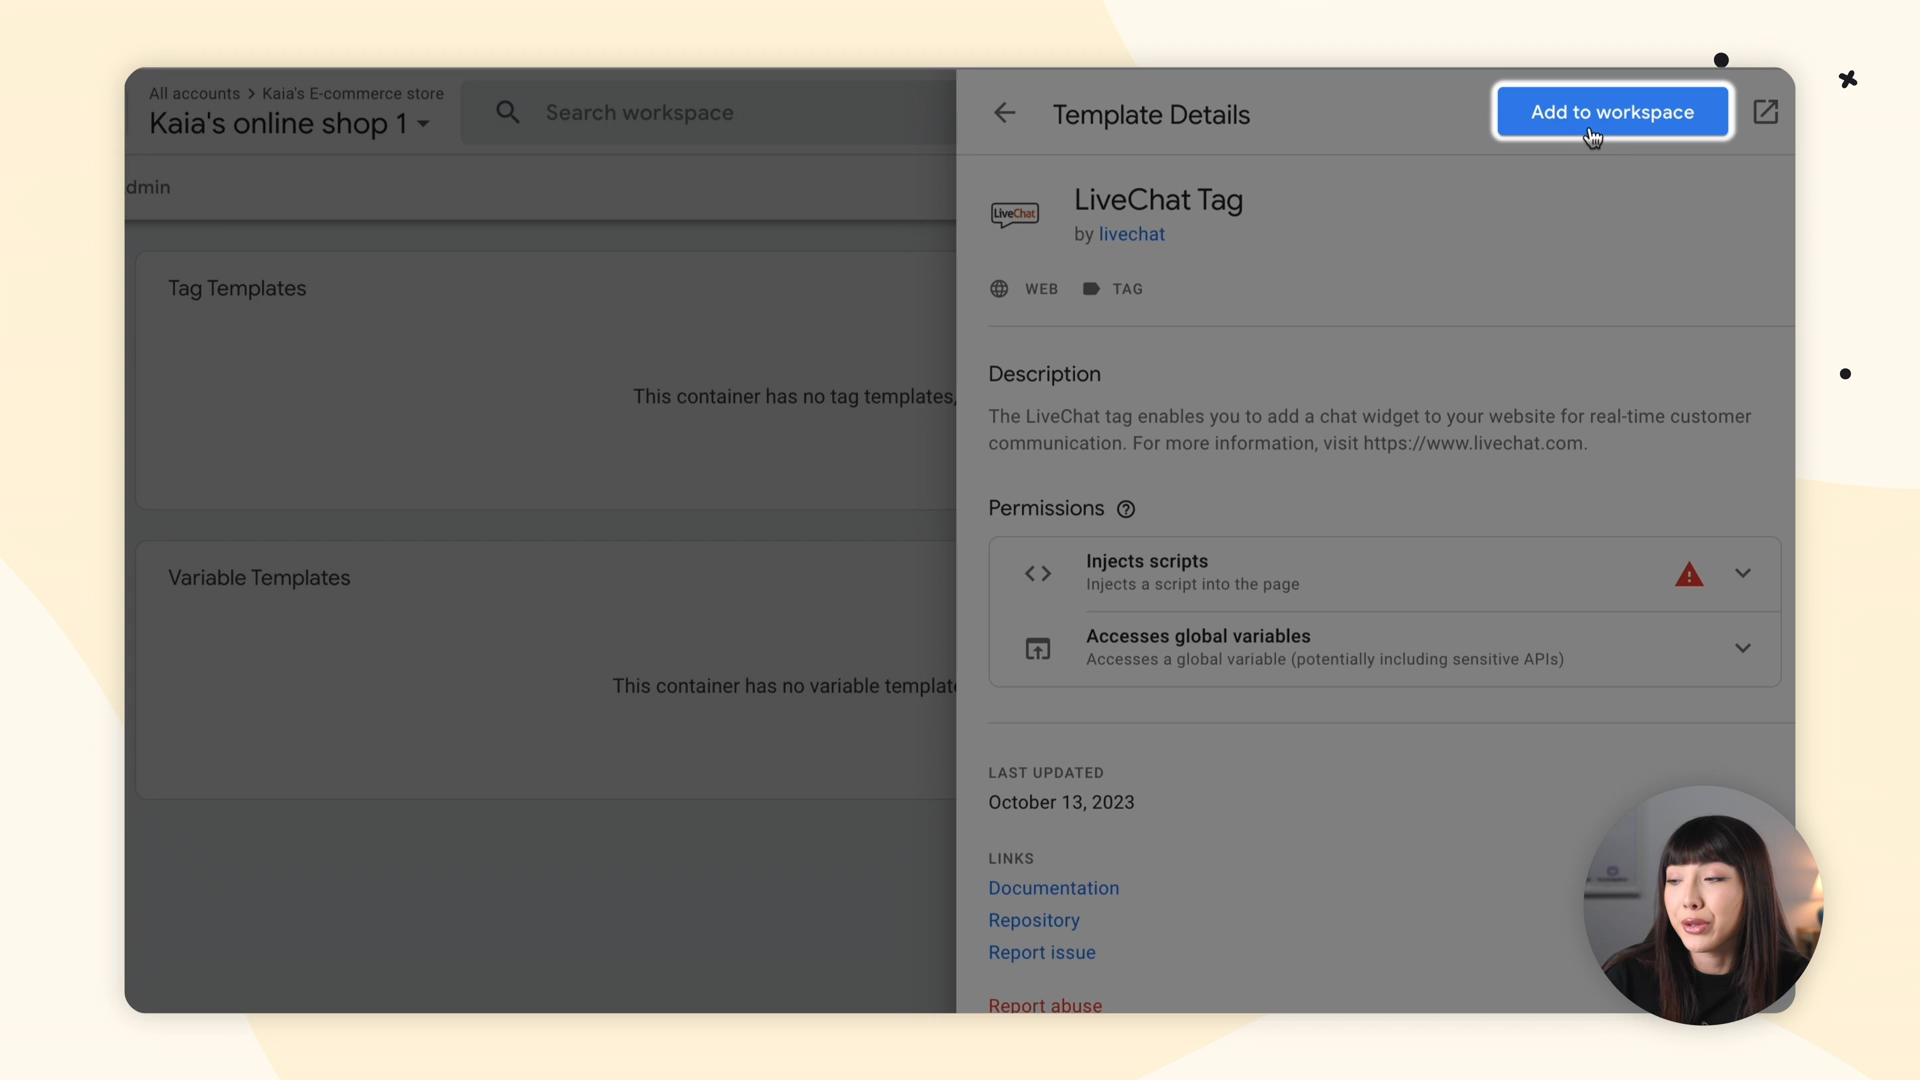 All accounts > Kaia's E-commerce store
Kaia's online shop 1
Search workspace
dmin
Tag Templates
This container has no tag templates,
Variable Templates
This container has no variable templat
Template Details
Add to workspace
LiveChat
LiveChat Tag
by livechat
WEB TAG
Description
The LiveChat tag enables you to add a chat widget to your website for real-time customer
communication. For more information, visit https://www.livechat.com.
Permissions
Injects scripts
Injects a script into the page
Accesses global variables
Accesses a global variable (potentially including sensitive APIs)
LAST UPDATED
October 13, 2023
LINKS
Documentation
Repository
Report issue
Report abuse